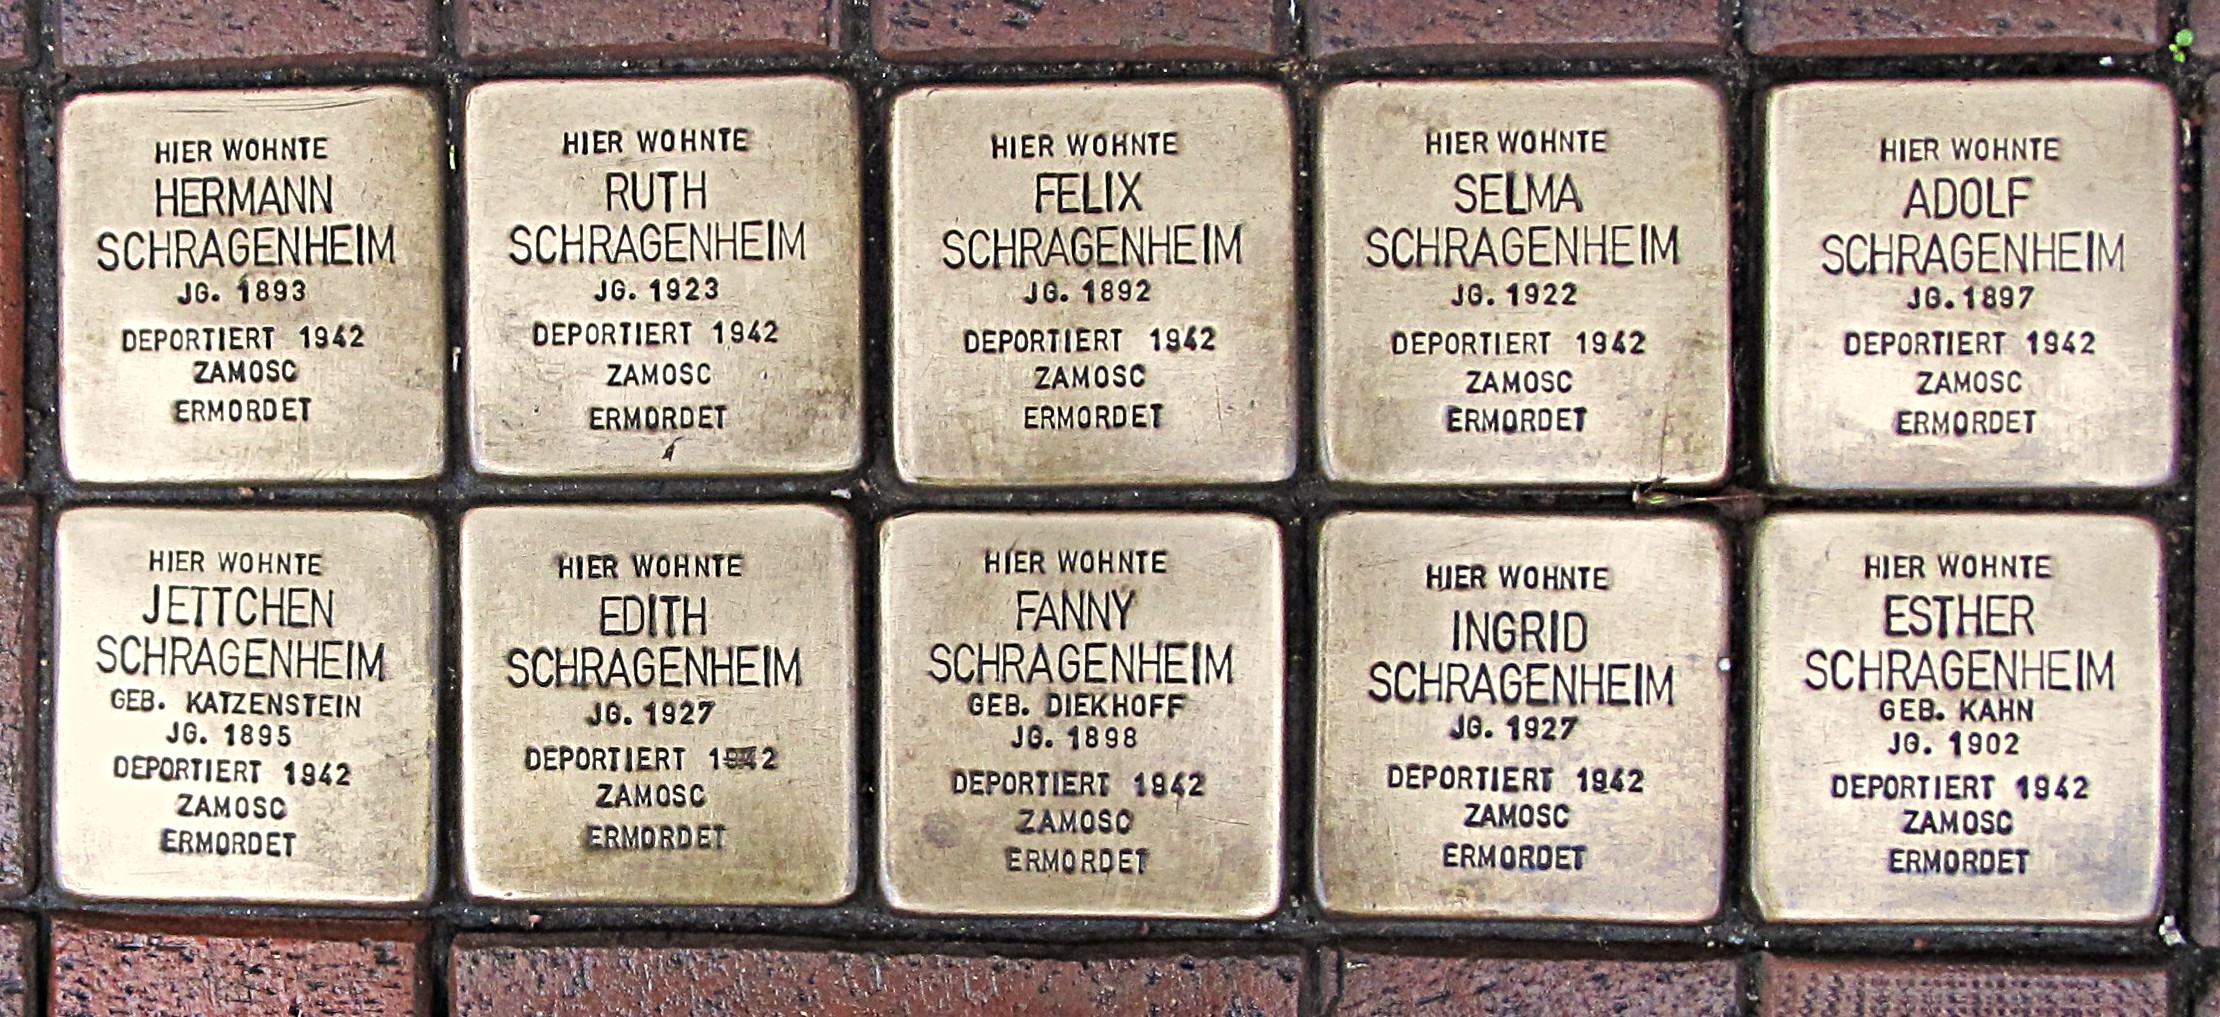 HIER WOHNTE
HERMANN
SCHRAGENHEIM
JG. 1893
DEPORTIERT 1942
ZAMOSC
ERMORDET
HIER WOHNTE
RUTH
SCHRAGENHEIM
JG. 1923
DEPORTIERT 1942
ZAMOSC
ERMORDET
HIER WOHNTE
FELIX
SCHRAGENHEIM
JG. 1892
DEPORTIERT 1942
ZAMOSC
ERMORDET
HIER WOHNTE
SELMA
SCHRAGENHEIM
JG. 1922
DEPORTIERT 1942
ZAMOSC
ERMORDET
HIER WOHNTE
ADOLF
SCHRAGENHEIM
JG. 1897
DEPORTIERT 1942
ZAMOSC
ERMORDET
HIER WOHNTE
JETTCHEN
SCHRAGENHEIM
GEB. KATZENSTEIN
JG. 1895
DEPORTIERT 1942
ZAMOSC
ERMORDET
HIER WOHNTE
EDITH
SCHRAGENHEIM
JG. 1927
DEPORTIERT 1942
ZAMOSC
ERMORDET
HIER WOHNTE
FANNY
SCHRAGENHEIM
GEB. DIEKHOFF
JG. 1898
DEPORTIERT 1942
ZAMOSC
ERMORDET
HIER WOHNTE
INGRID
SCHRAGENHEIM
JG. 1927
DEPORTIERT 1942
ZAMOSC
ERMORDET
HIER WOHNTE
ESTHER
SCHRAGENHEIM
GEB. KAHN
JG. 1902
DEPORTIERT 1942
ZAMOSC
ERMORDET